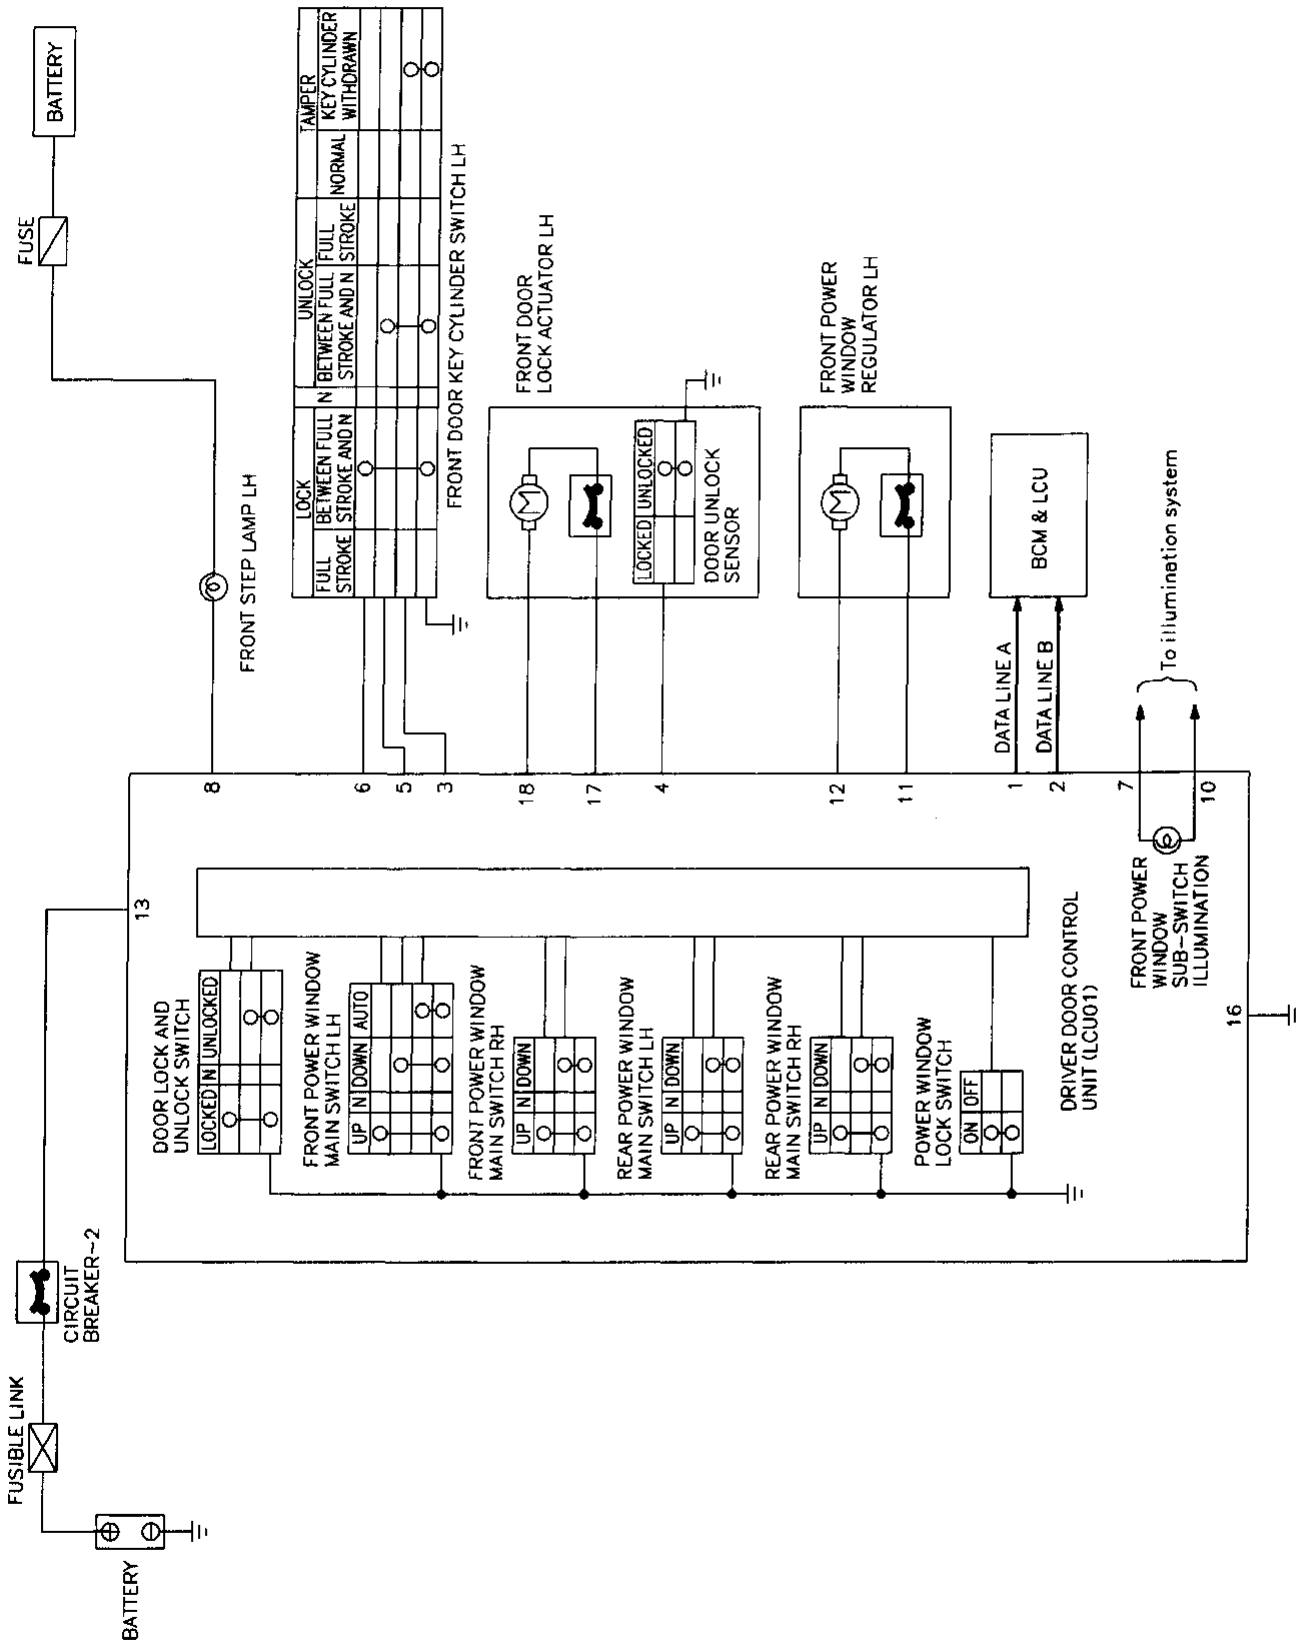 BATTERY
FUSIBLE LINK
CIRCUIT
BREAKER-2
FUSE
BATTERY
FRONT STEP LAMP LH
13
8
DOOR LOCK AND
UNLOCK SWITCH
LOCKED N UNLOCKED
FRONT POWER WINDOW
MAIN SWITCH LH
UP N DOWN AUTO
FRONT POWER WINDOW
MAIN SWITCH RH
UP N DOWN
REAR POWER WINDOW
MAIN SWITCH LH
UP N DOWN
REAR POWER WINDOW
MAIN SWITCH RH
UP N DOWN
POWER WINDOW
LOCK SWITCH
ON OFF
DRIVER DOOR CONTROL
UNIT (LCU01)
FRONT POWER
WINDOW
SUB-SWITCH
ILLUMINATION
16
6
5
3
18
17
4
12
11
1
2
7
10
LOCK
UNLOCK
TAMPER
FULL
STROKE
BETWEEN FULL
STROKE AND N
N
BETWEEN FULL
STROKE AND N
FULL
STROKE
NORMAL
KEY CYLINDER
WITHDRAWN
FRONT DOOR KEY CYLINDER SWITCH LH
FRONT DOOR
LOCK ACTUATOR LH
M
LOCKED UNLOCKED
DOOR UNLOCK
SENSOR
FRONT POWER
WINDOW
REGULATOR LH
M
DATA LINE A
DATA LINE B
BCM & LCU
To illumination system